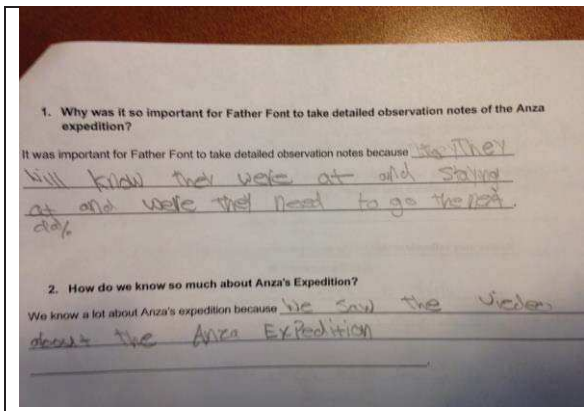 1. Why was it so important for Father Font to take detailed observation notes of the Anza
expedition?
It was important for Father Font to take detailed observation notes because They
will know they were at and staying
at and were they need to go the next
day.
2. How do we know so much about Anza's Expedition?
We know a lot about Anza's expedition because We saw the viedeo
about the Anza Expedition